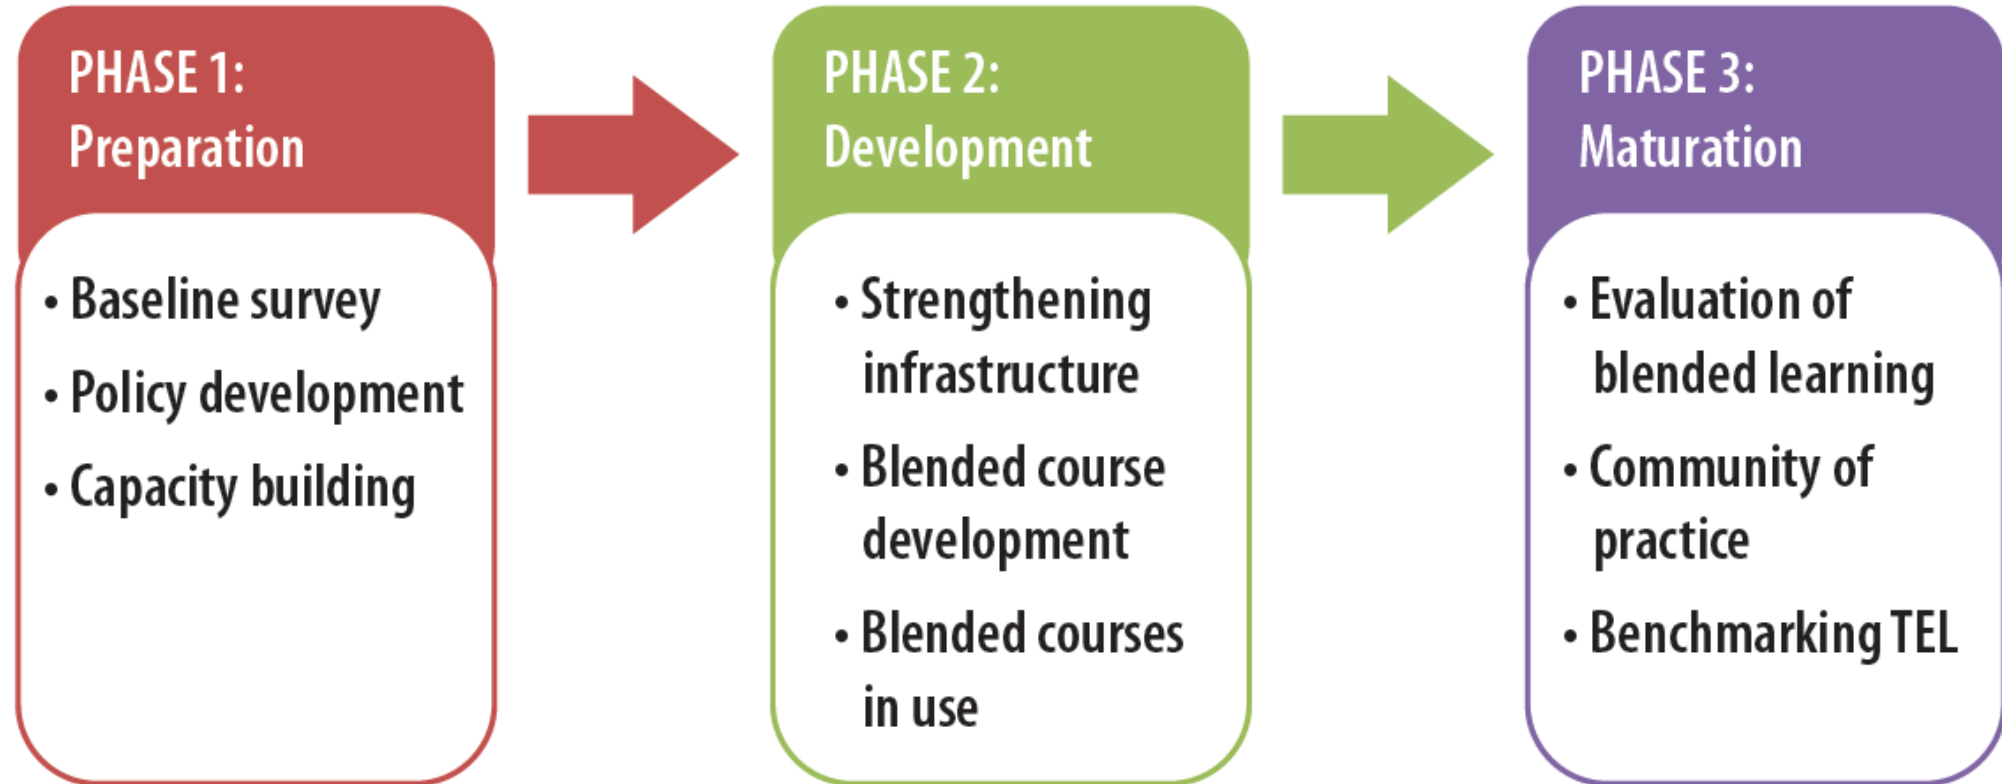 PHASE 1:
Preparation
• Baseline survey
• Policy development
• Capacity building
PHASE 2:
Development
• Strengthening
infrastructure
• Blended course
development
• Blended courses
in use
PHASE 3:
Maturation
• Evaluation of
blended learning
• Community of
practice
• Benchmarking TEL